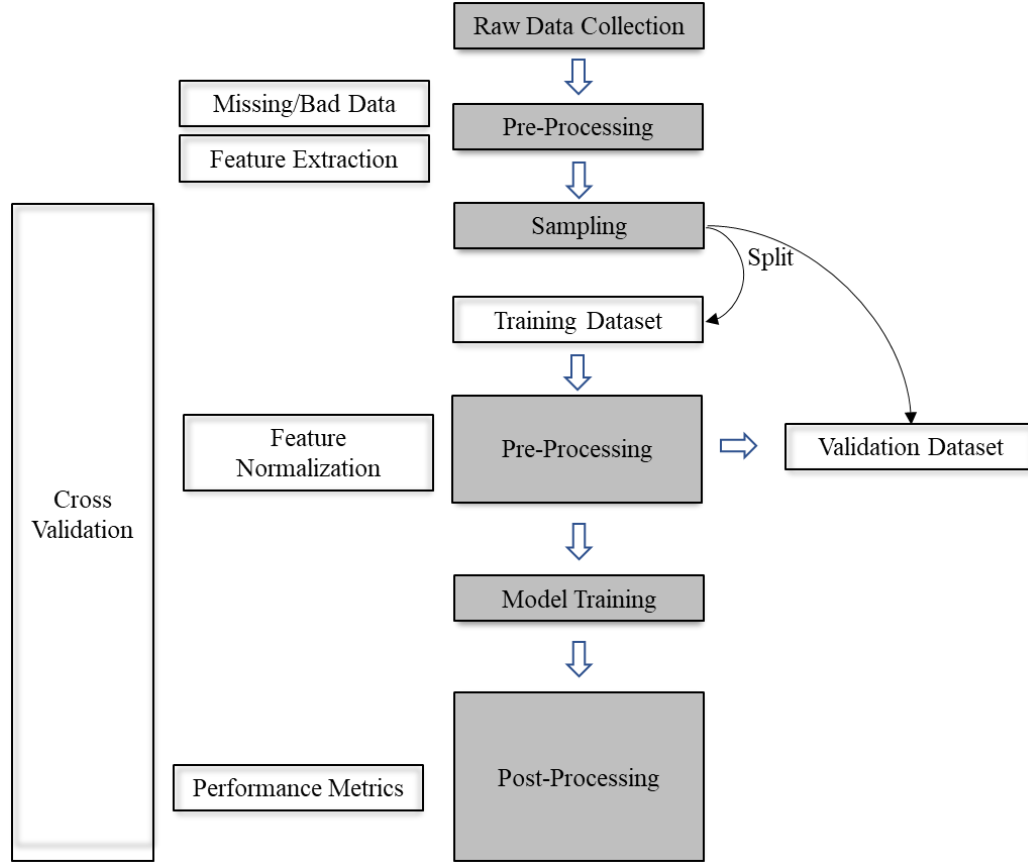 Raw Data Collection
Missing/Bad Data
Pre-Processing
Feature Extraction
Sampling
Split
Training Dataset
Feature
Normalization
Pre-Processing
Validation Dataset
Cross
Validation
Model Training
Post-Processing
Performance Metrics